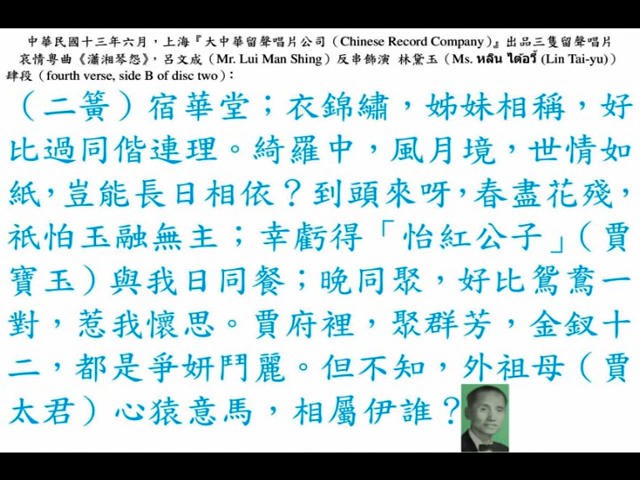 中華民國十三年六月，上海『大中華留聲唱片公司（Chinese Record Company）』出品三隻留聲唱片
哀情粵曲《瀟湘琴怨》，呂文成（Mr. Lui Man Shing）反串飾演 林黛玉（Ms. หลิน ไต้อวี้ (Lin Tai-yu)）
肆段（fourth verse, side B of disc two）：
（二簧）宿華堂；衣錦繡，姊妹相稱，好
比過同偕連理。綺羅中，風月境，世情如
紙，豈能長日相依？到頭來呀，春盡花殘，
祇怕玉融無主；幸虧得「怡紅公子」（賈
寶玉）與我日同餐；晚同聚，好比鴛鴦一
對，惹我懷思。賈府裡，聚群芳，金釵十
二，都是爭妍鬥麗。但不知，外祖母（賈
太君）心猿意馬，相屬伊誰？